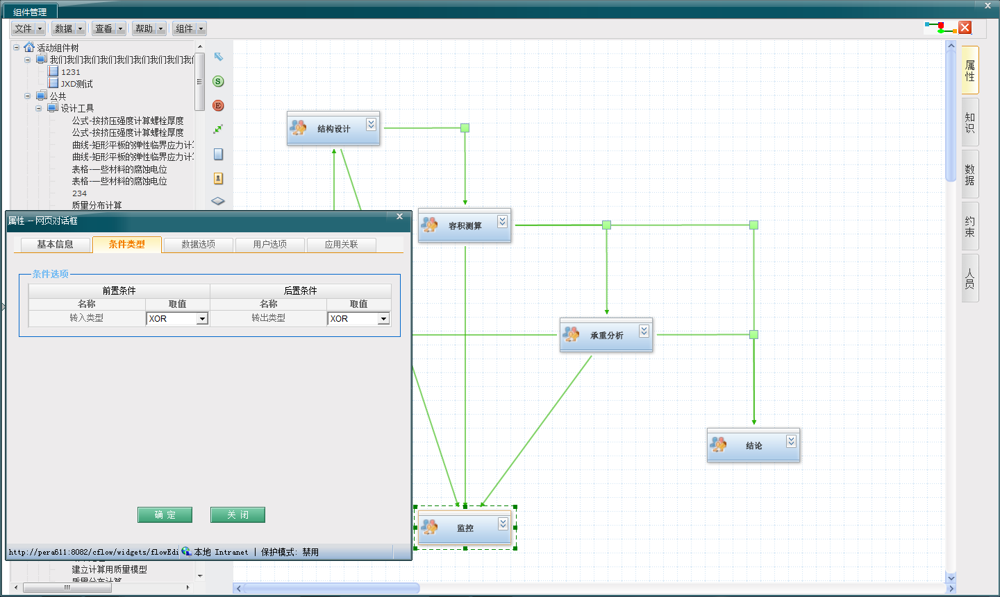 组件管理
文件 数据 查看 帮助 组件
活动组件树
我们我们我们我们我们我们我们我们我
1231
JXD测试
公共
设计工具
公式-按挤压强度计算螺栓厚度
公式-按挤压强度计算螺栓厚度
曲线-矩形平板的弹性临界应力计
曲线-矩形平板的弹性临界应力计
表格-一些材料的腐蚀电位
表格-一些材料的腐蚀电位
234
质量分布计算
S
E
属性
知识
数据
约束
人员
结构设计
容积测算
承重分析
结论
监控
属性 -- 网页对话框
基本信息 条件类型 数据选项 用户选项 应用关联
条件选项
前置条件 后置条件
名称 取值 名称 取值
转入类型 XOR 转出类型 XOR
确 定 关 闭
http://pera611:8082/cflow/widgets/flowEdi 本地 Intranet | 保护模式: 禁用
建立计算用质量模型
质量分布计算